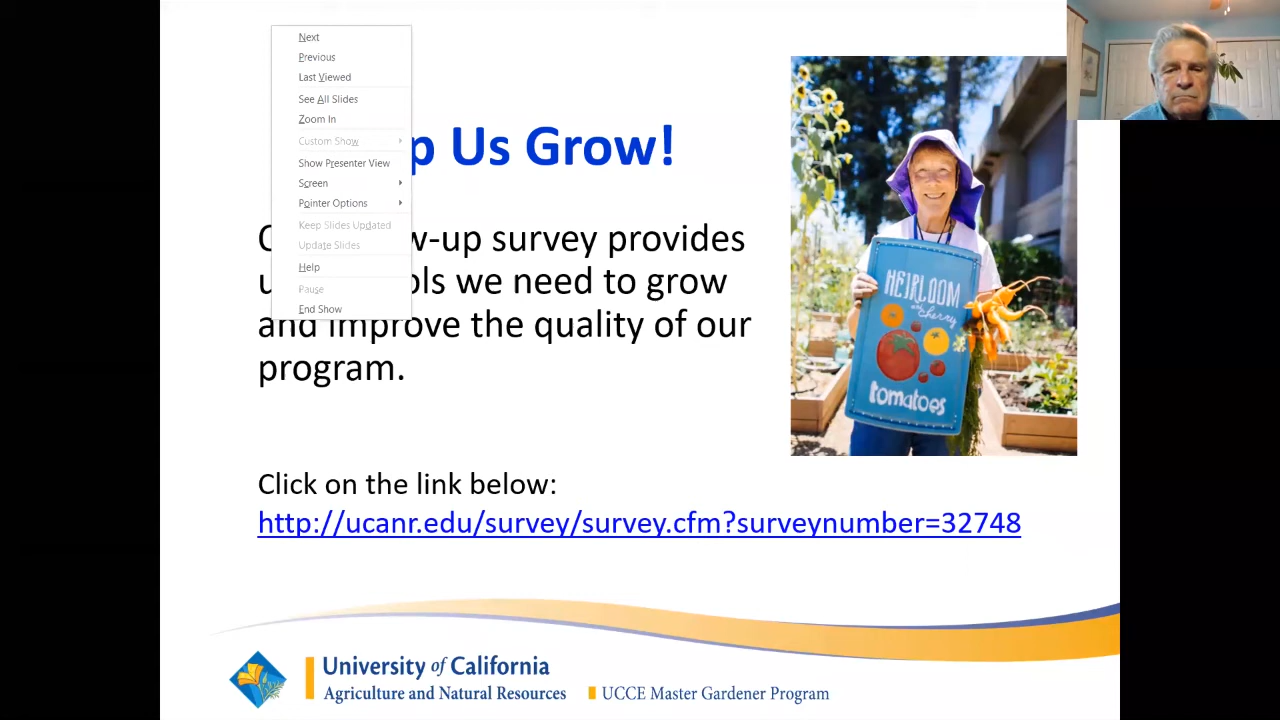 Next
Previous
Last Viewed
See All Slides
Zoom In
Custom Show
Show Presenter View
Screen
Pointer Options
Keep Slides Updated
Update Slides
Help
Pause
End Show
Us Grow!
survey provides
we need to grow
and improve the quality of our
program.
Click on the link below:
http://ucanr.edu/survey/survey.cfm?surveynumber=32748
HEIRLOOM
and cherry
tomatoes
University of California
Agriculture and Natural Resources
UCCE Master Gardener Program